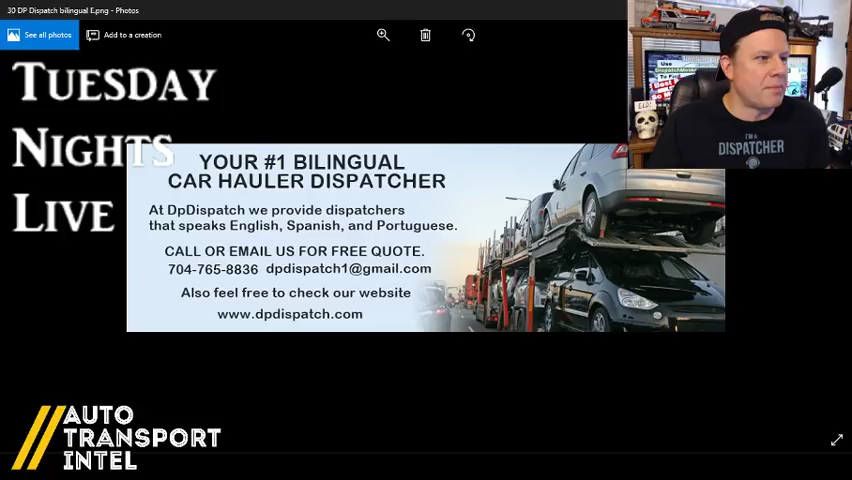 30 DP Dispatch bilingual E.png - Photos
See all photos
Add to a creation
TUESDAY
NIGHTS
LIVE
YOUR #1 BILINGUAL
CAR HAULER DISPATCHER
At DpDispatch we provide dispatchers
that speaks English, Spanish, and Portuguese.
CALL OR EMAIL US FOR FREE QUOTE.
704-765-8836 dpdispatch1@gmail.com
Also feel free to check our website
www.dpdispatch.com
I'M A
DISPATCHER
AUTO
TRANSPORT
INTEL